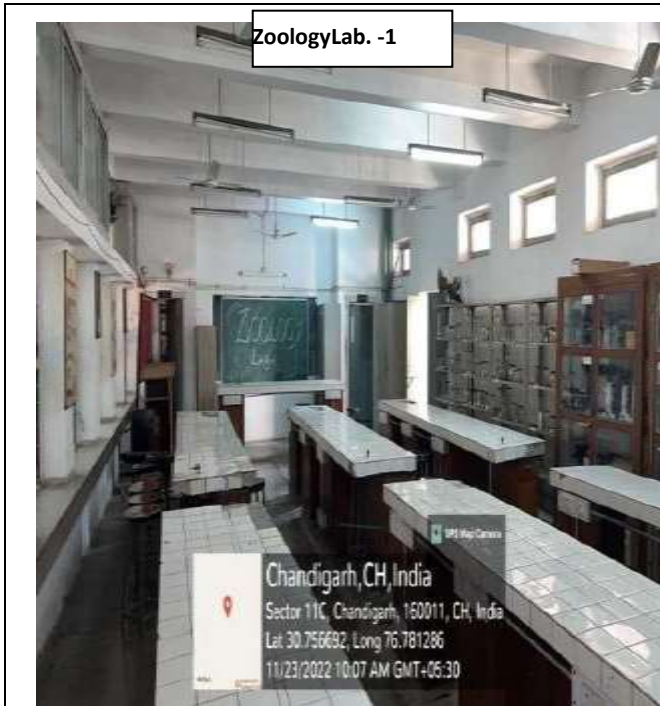 ZoologyLab. -1
Zoology
Lab
GPS Map Camera
Chandigarh,CH,India
Sector 11C, Chandigarh, 160011, CH, India
Lat 30.756692, Long 76.781286
11/23/2022 10:07 AM GMT+05:30